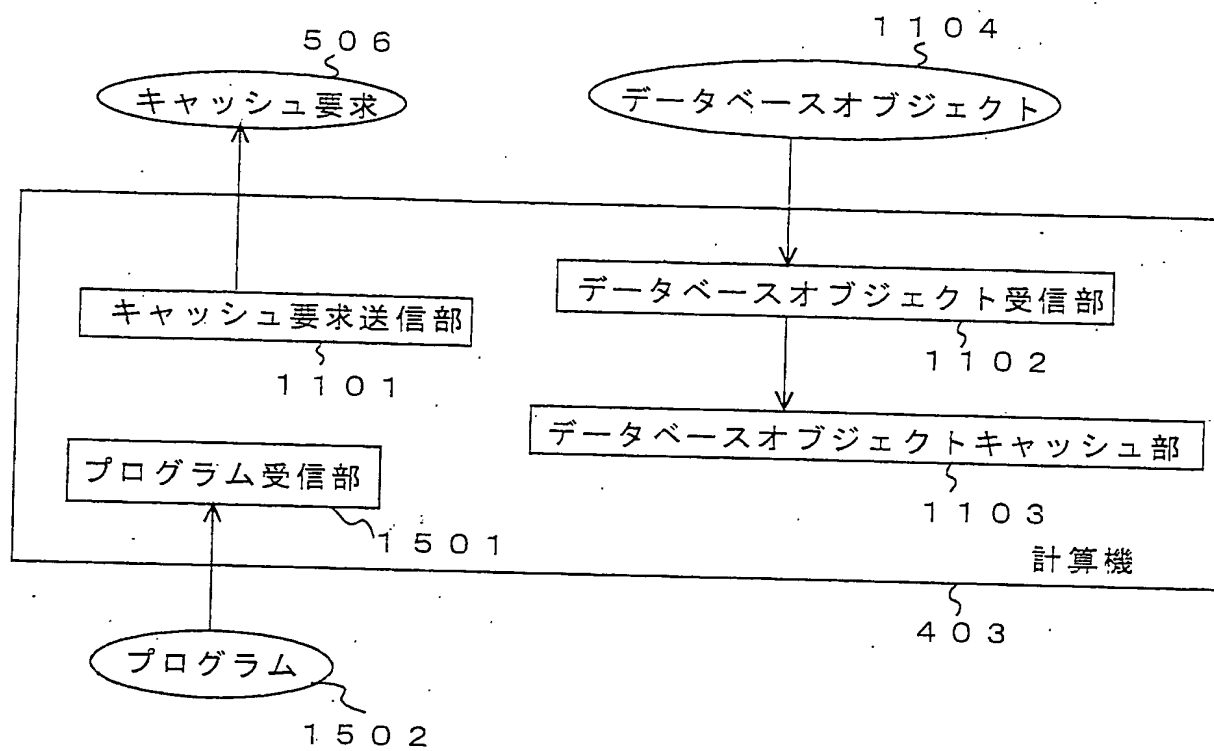 506
キャッシュ要求
1104
データベースオブジェクト
キャッシュ要求送信部
1101
データベースオブジェクト受信部
1102
データベースオブジェクトキャッシュ部
1103
プログラム受信部
1501
計算機
403
プログラム
1502